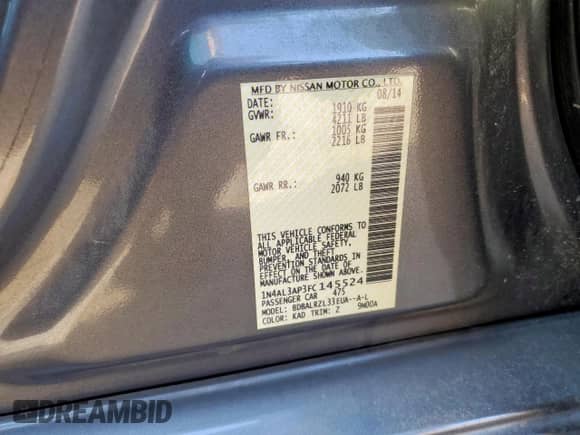 MFD BY NISSAN MOTOR CO., LTD.
DATE: 08/14
GVWR: 1910 KG
4211 LB
GAWR FR.: 1005 KG
2216 LB
GAWR RR.: 940 KG
2072 LB
THIS VEHICLE CONFORMS TO
ALL APPLICABLE FEDERAL
MOTOR VEHICLE SAFETY,
BUMPER, AND THEFT
PREVENTION STANDARDS IN
EFFECT ON THE DATE OF
MANUFACTURE SHOWN ABOVE.
1N4AL3AP3FC145524
PASSENGER CAR 475
MODEL: BDBALRZL33EUA--A-L
COLOR: KAD TRIM: Z 9M00A
DREAMBID